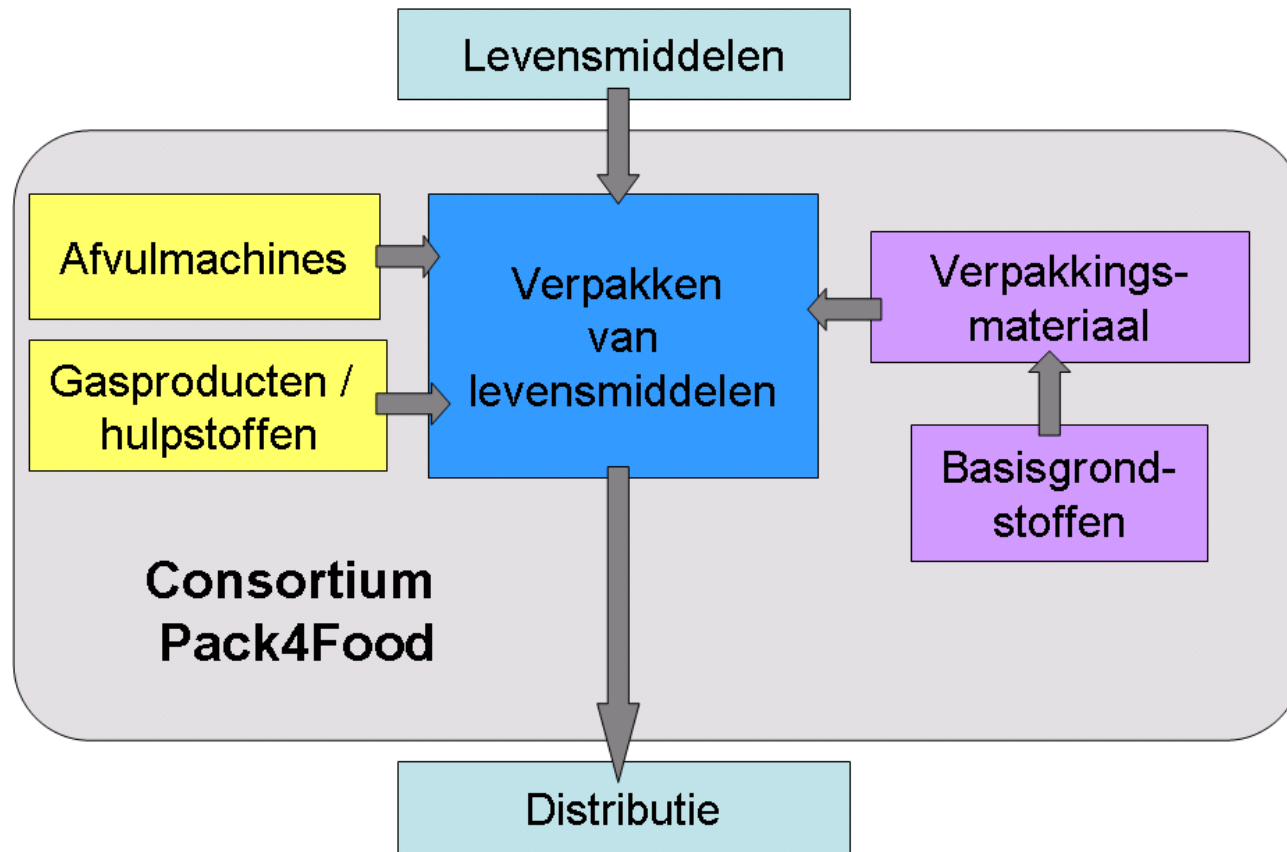 Levensmiddelen
Afvulmachines
Gasproducten /
hulpstoffen
Verpakken
van
levensmiddelen
Verpakkings-
materiaal
Basisgrond-
stoffen
Consortium
Pack4Food
Distributie